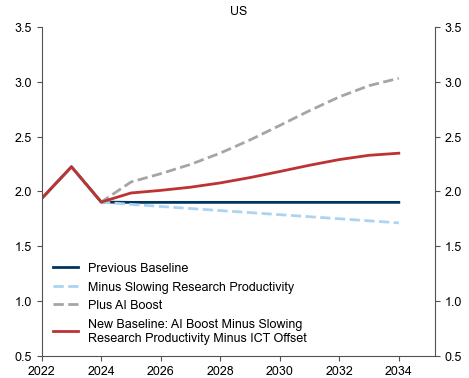 US
3.5 3.5
3.0 3.0
2.5 2.5
2.0 2.0
1.5 1.5
1.0 1.0
0.5 0.5
Previous Baseline
Minus Slowing Research Productivity
Plus AI Boost
New Baseline: AI Boost Minus Slowing
Research Productivity Minus ICT Offset
2022 2024 2026 2028 2030 2032 2034